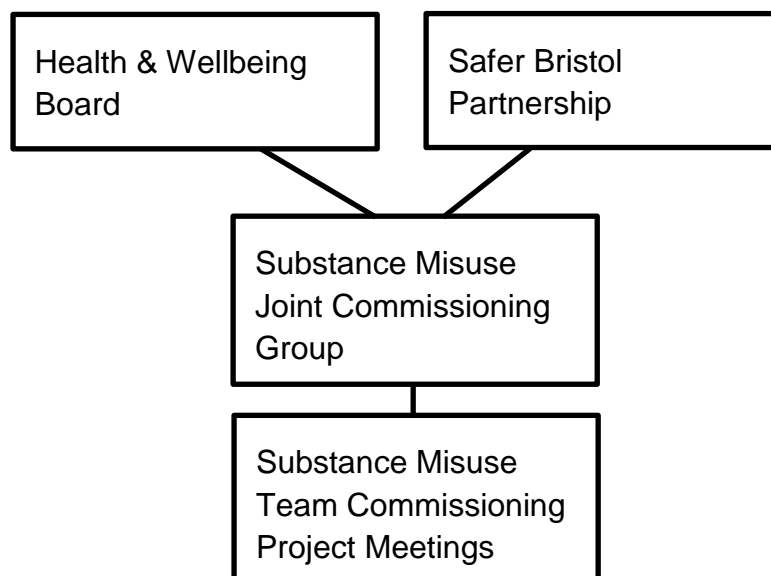 Health & Wellbeing
Board
Safer Bristol
Partnership
Substance Misuse
Joint Commissioning
Group
Substance Misuse
Team Commissioning
Project Meetings